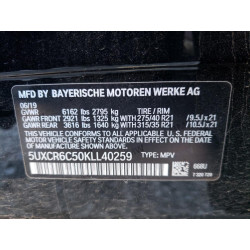 MFD. BY BAYERISCHE MOTOREN WERKE AG
06/19
GVWR 6162 lbs 2795 kg TIRE / RIM
GAWR FRT 2921 lbs 1325 kg WITH 275/40 R21 /9.5J x 21
GAWR RR 3616 lbs 1640 kg WITH 315/35 R21 /10.5J x 21
THIS VEHICLE CONFORMS TO ALL APPLICABLE
U.S. FEDERAL MOTOR VEHICLE SAFETY STANDARDS IN
EFFECT ON THE DATE OF MANUFACTURE SHOWN ABOVE.
5UXCR6C50KLL40259 TYPE: MPV